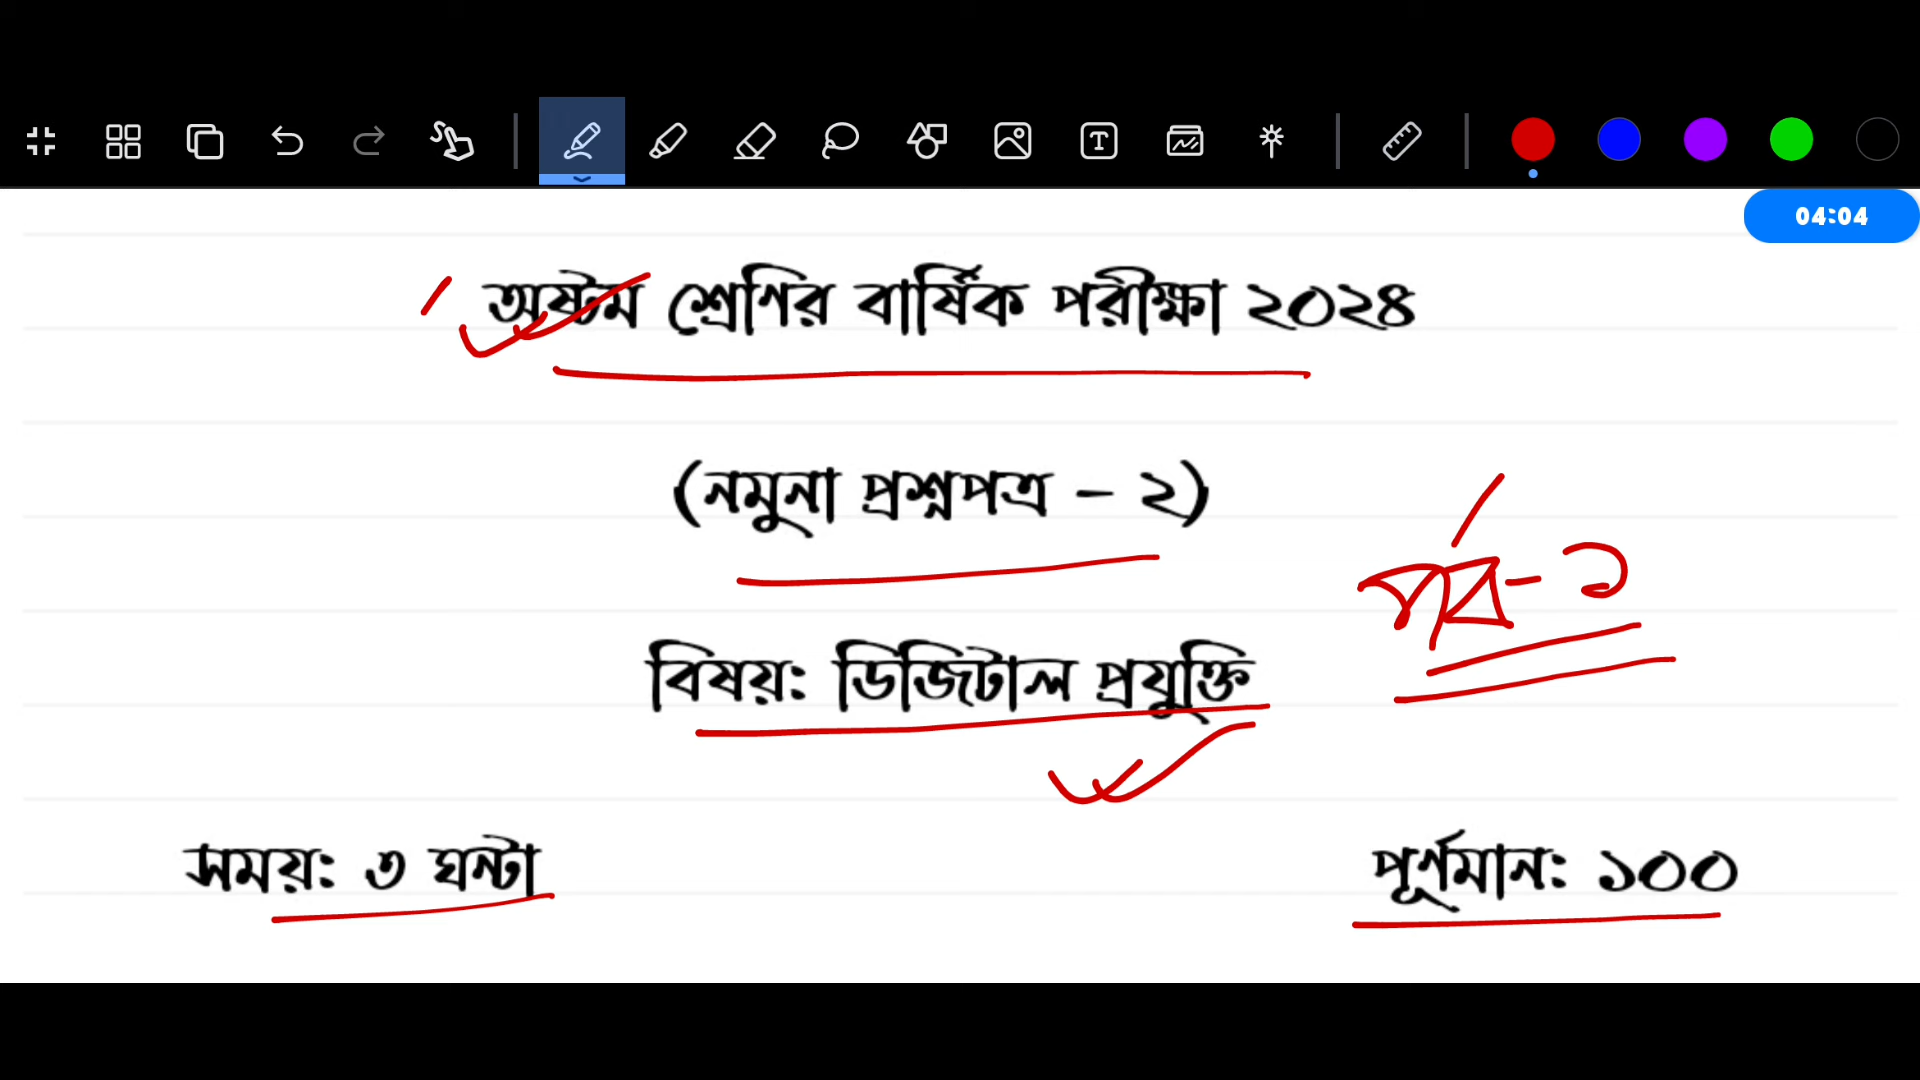 04:04
অষ্টম শ্রেণির বার্ষিক পরীক্ষা ২০২৪
(নমুনা প্রশ্নপত্র – ২)
পর্ব-১
বিষয়: ডিজিটাল প্রযুক্তি
সময়: ৩ ঘন্টা
পূর্ণমান: ১০০